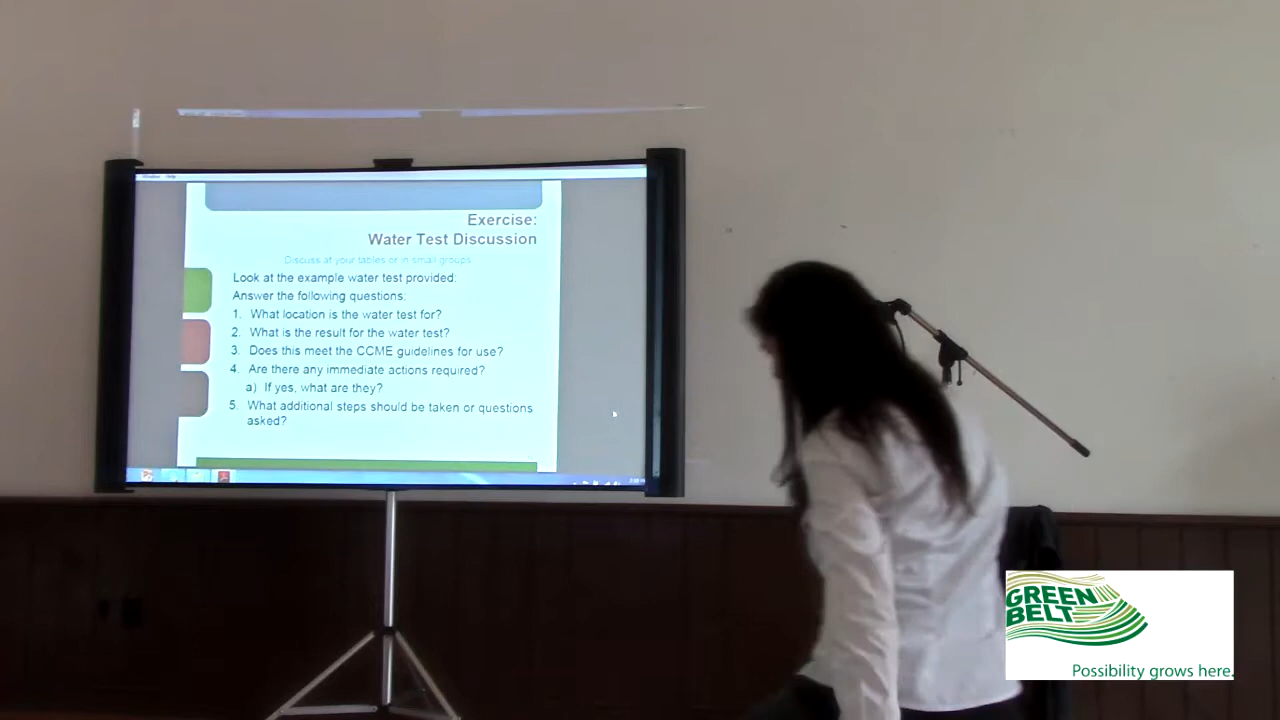 Window Help
Exercise:
Water Test Discussion
Discuss at your tables or in small groups
Look at the example water test provided:
Answer the following questions:
1. What location is the water test for?
2. What is the result for the water test?
3. Does this meet the CCME guidelines for use?
4. Are there any immediate actions required?
a) If yes, what are they?
5. What additional steps should be taken or questions
asked?
GREEN
BELT
Possibility grows here.